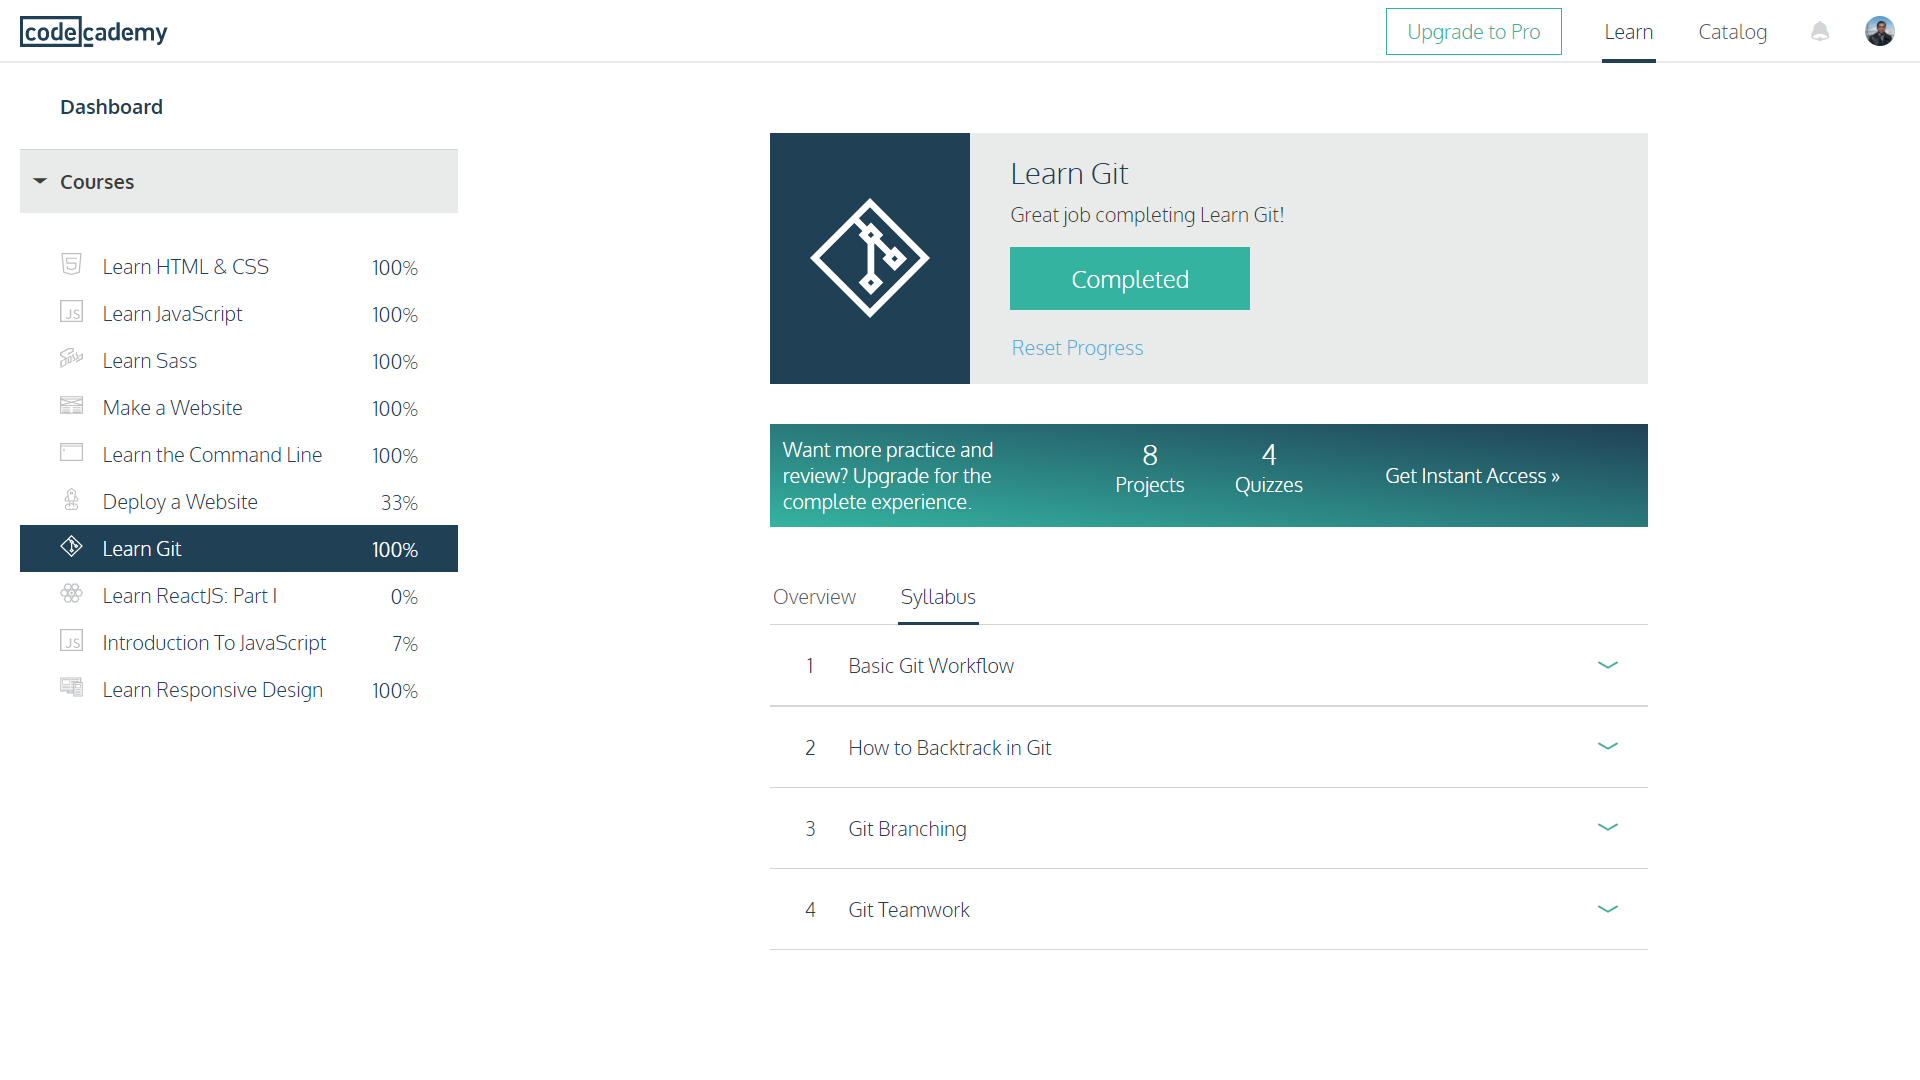 codecademy
Upgrade to Pro
Learn
Catalog
Dashboard
Courses
Learn HTML & CSS 100%
JS Learn JavaScript 100%
Learn Sass 100%
Make a Website 100%
Learn the Command Line 100%
Deploy a Website 33%
Learn Git 100%
Learn ReactJS: Part I 0%
JS Introduction To JavaScript 7%
Learn Responsive Design 100%
Learn Git
Great job completing Learn Git!
Completed
Reset Progress
Want more practice and
review? Upgrade for the
complete experience.
8
Projects
4
Quizzes
Get Instant Access »
Overview
Syllabus
1 Basic Git Workflow
2 How to Backtrack in Git
3 Git Branching
4 Git Teamwork